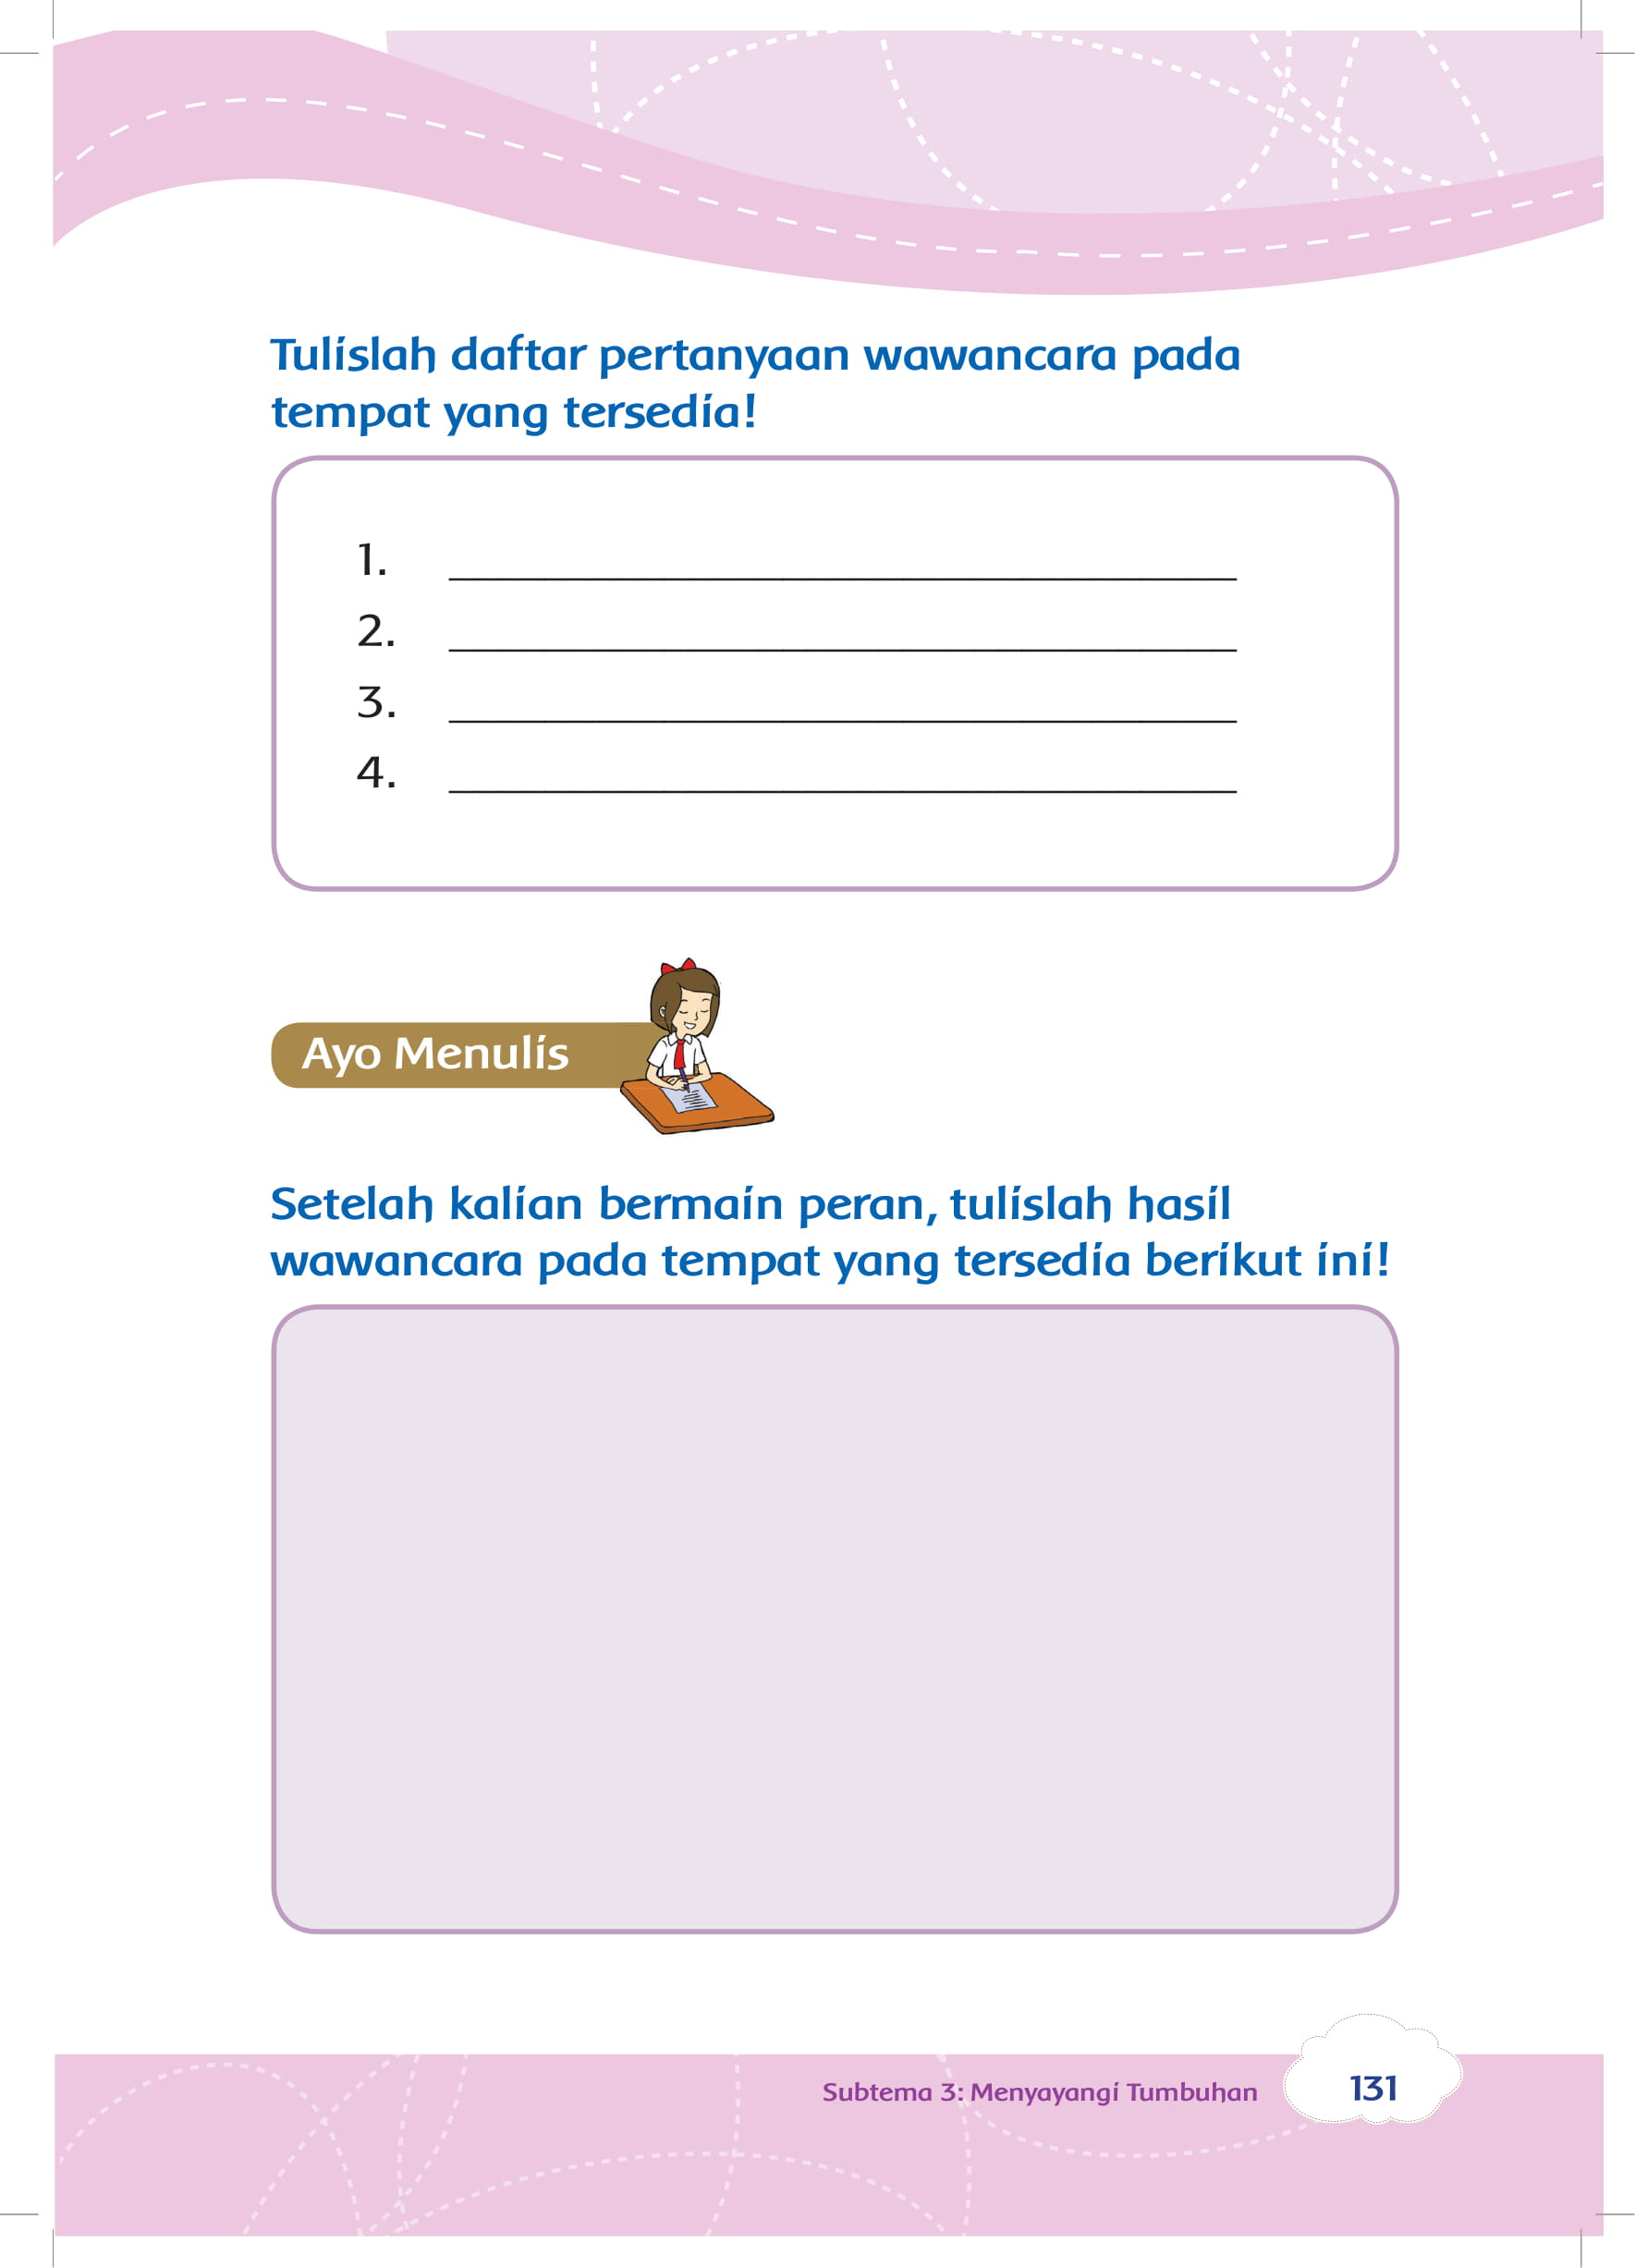 Tulislah daftar pertanyaan wawancara pada
tempat yang tersedia!
1. ______________________________
2. ______________________________
3. ______________________________
4. ______________________________
Ayo Menulis
Setelah kalian bermain peran, tulislah hasil
wawancara pada tempat yang tersedia berikut ini!
Subtema 3: Menyayangi Tumbuhan
131